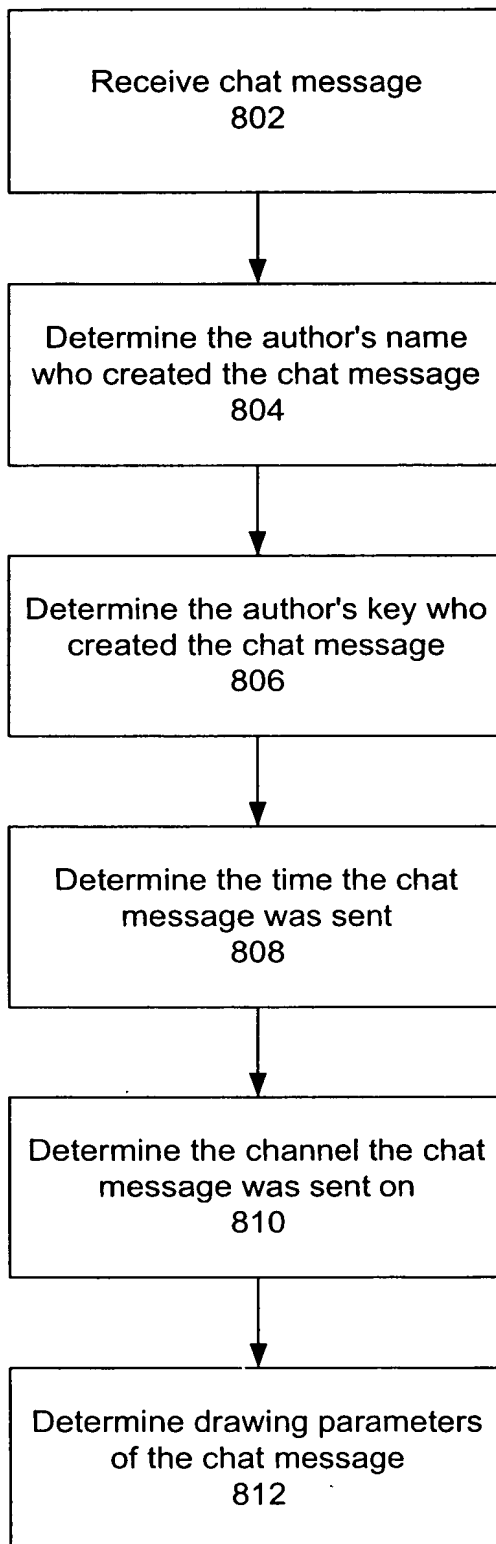 Receive chat message
802
Determine the author's name
who created the chat message
804
Determine the author's key who
created the chat message
806
Determine the time the chat
message was sent
808
Determine the channel the chat
message was sent on
810
Determine drawing parameters
of the chat message
812